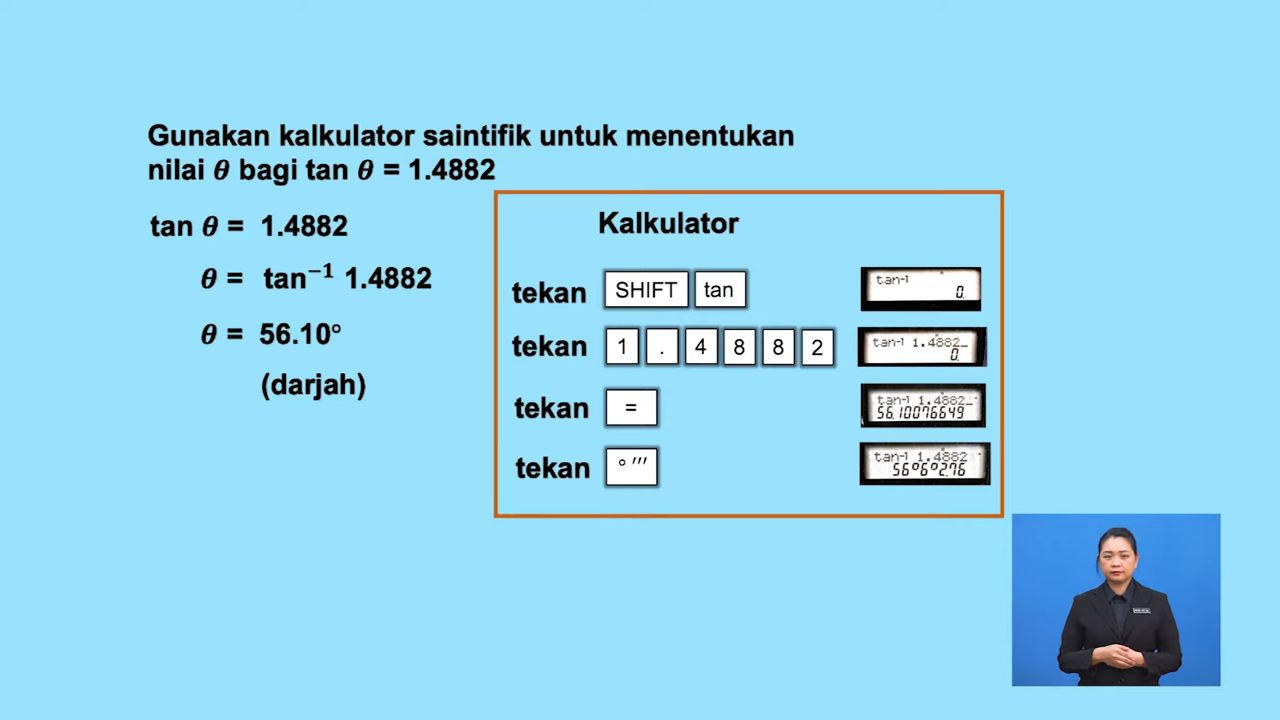 Gunakan kalkulator saintifik untuk menentukan
nilai θ bagi tan θ = 1.4882
tan θ = 1.4882
θ = tan⁻¹ 1.4882
θ = 56.10°
(darjah)
Kalkulator
tekan SHIFT tan
tan-1
0.
tekan 1 . 4 8 8 2
tan-1 1.4882_
0.
tekan =
tan-1 1.4882_
56.10076649
tekan ° ′′′
tan-1 1.4882
56°6°2.76